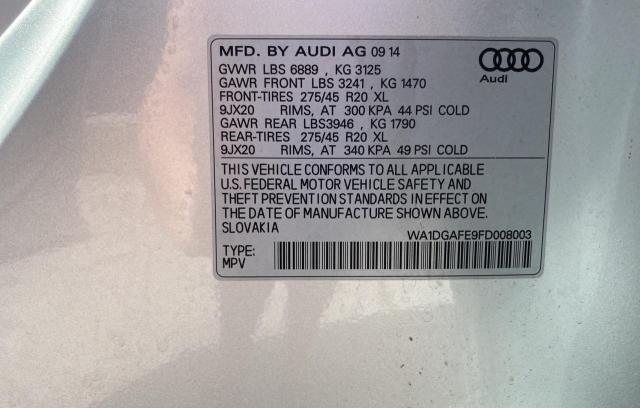 MFD. BY AUDI AG 09 14
GVWR LBS 6889 , KG 3125
GAWR FRONT LBS 3241 , KG 1470
FRONT-TIRES 275/45 R20 XL
9JX20 RIMS, AT 300 KPA 44 PSI COLD
GAWR REAR LBS3946 , KG 1790
REAR-TIRES 275/45 R20 XL
9JX20 RIMS, AT 340 KPA 49 PSI COLD
Audi
THIS VEHICLE CONFORMS TO ALL APPLICABLE
U.S. FEDERAL MOTOR VEHICLE SAFETY AND
THEFT PREVENTION STANDARDS IN EFFECT ON
THE DATE OF MANUFACTURE SHOWN ABOVE.
SLOVAKIA WA1DGAFE9FD008003
TYPE:
MPV